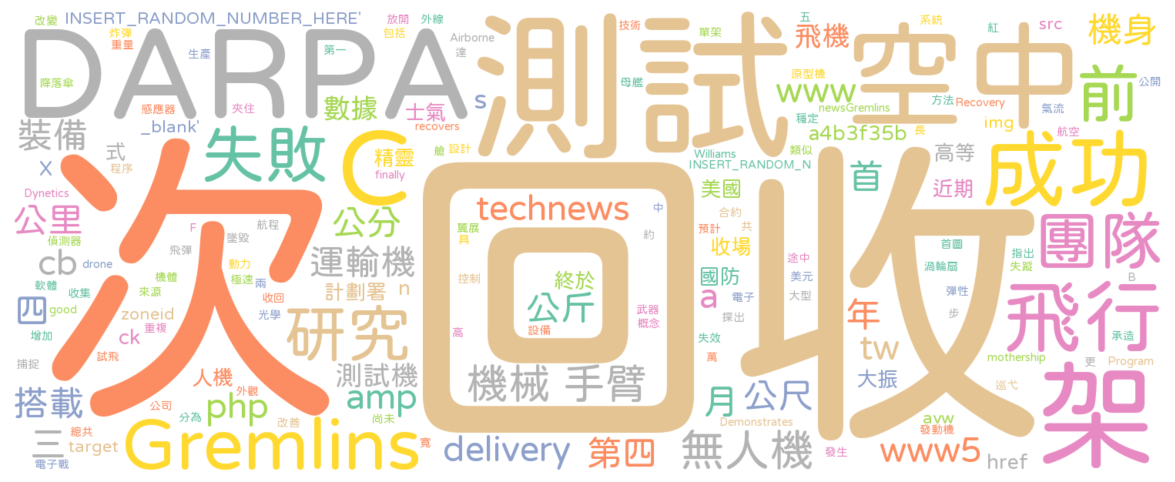 改變
INSERT_RANDOM_NUMBER_HERE'
炸彈
重量
生產
第一
放開
包括
外線
達
Airborne
技術
單架
五
飛機
系統
紅
src
機身
DARPA
測試
空中
降落傘
母艦
原型機
www
newsGremlins
方法
Recovery
氣流
公開
前
感應器
夾住
數據
士氣
s
穩定
長
img
航空
裝備
_blank'
失敗
recovers
a4b3f35b
類似
X
式
程序
C
精靈
艙
設計
finally
Williams
INSERT_RANDOM_N
高等
成功
Dynetics
次
回收
美國
首
近期
公里
公分
technews
中
合約
團隊
偵測器
F
墜毀
航程
麗展
具
約
預計
共
收場
首圖
指出
失蹤
cb
drone
飛彈
運輸機
終於
途中
渦輪扇
國防
美元
B
軟體
收集
機體
來源
動力
極速
兩
計劃署
n
控制
公斤
武器
概念
a
電子
大型
彈性
飛行
四
good
zoneid
收回
光學
設備
探出
年
步
增加
ck
重複
研究
高
失效
tw
承造
捕捉
試飛
測試機
萬
mothership
更
Program
人機
外觀
機械 手臂
大振
巡弋
架
搭載
公司
php
amp
月
公尺
分為
改善
尚未
Demonstrates
avw
發動機
三
總共
target
Gremlins
寬
delivery
第四
無人機
發生
www5
href
電子戰